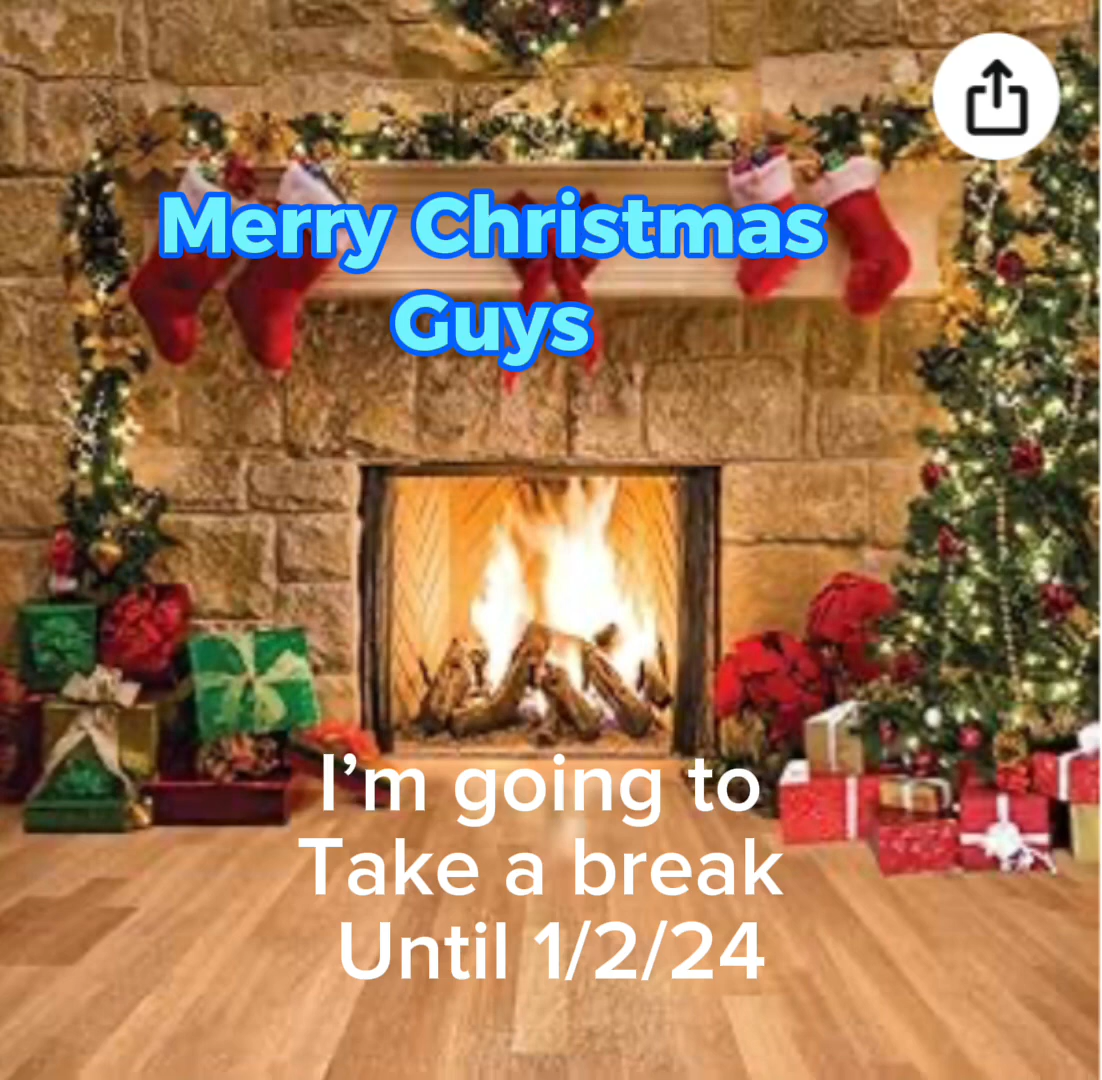 Merry Christmas
Guys
I'm going to
Take a break
Until 1/2/24